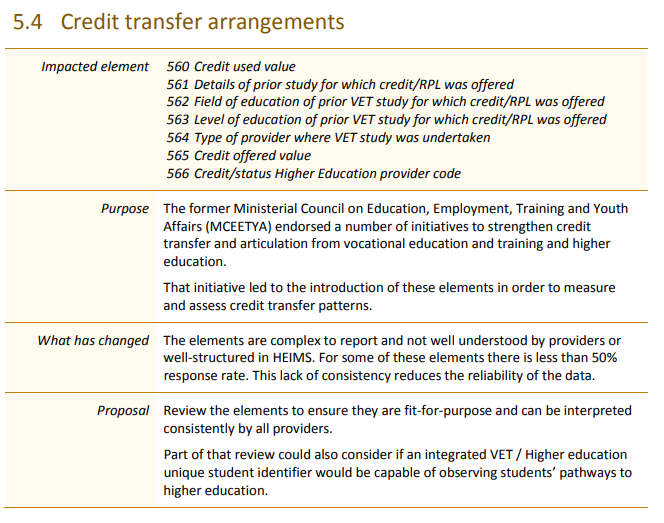 5.4 Credit transfer arrangements
Impacted element
560 Credit used value
561 Details of prior study for which credit/RPL was offered
562 Field of education of prior VET study for which credit/RPL was offered
563 Level of education of prior VET study for which credit/RPL was offered
564 Type of provider where VET study was undertaken
565 Credit offered value
566 Credit/status Higher Education provider code
Purpose
The former Ministerial Council on Education, Employment, Training and Youth
Affairs (MCEETYA) endorsed a number of initiatives to strengthen credit
transfer and articulation from vocational education and training and higher
education.
That initiative led to the introduction of these elements in order to measure
and assess credit transfer patterns.
What has changed
The elements are complex to report and not well understood by providers or
well-structured in HEIMS. For some of these elements there is less than 50%
response rate. This lack of consistency reduces the reliability of the data.
Proposal
Review the elements to ensure they are fit-for-purpose and can be interpreted
consistently by all providers.
Part of that review could also consider if an integrated VET / Higher education
unique student identifier would be capable of observing students’ pathways to
higher education.